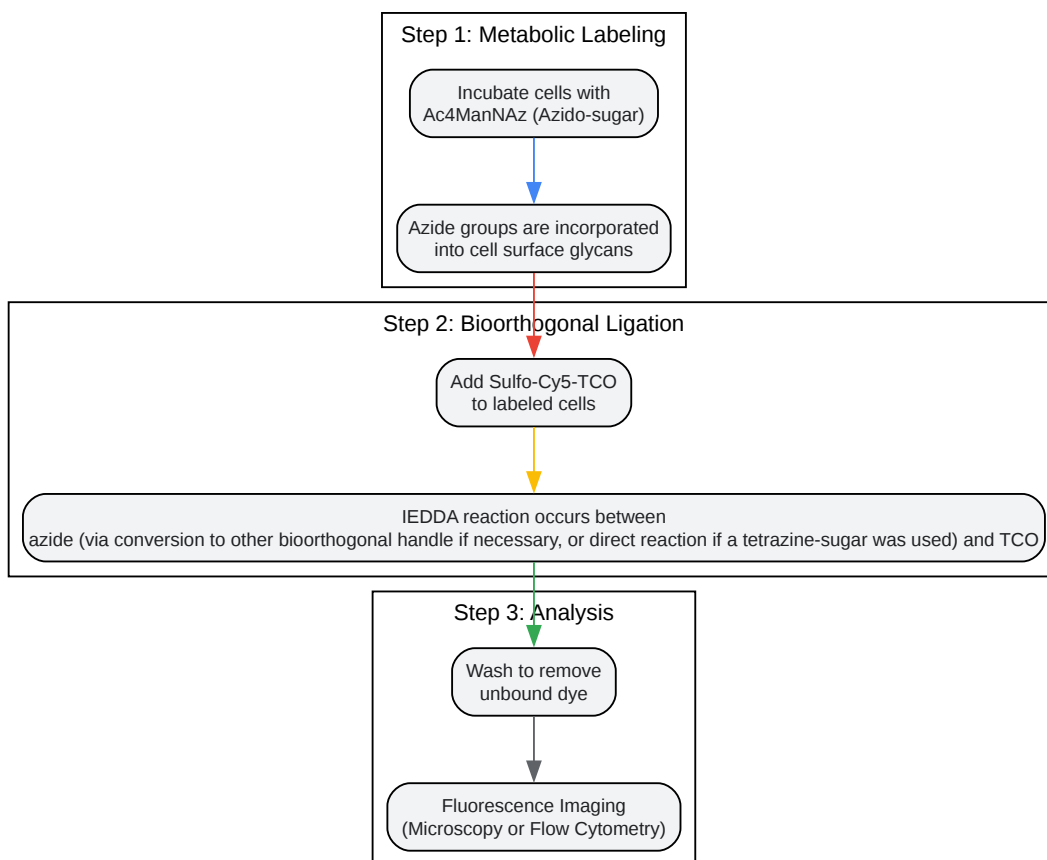 Step 1: Metabolic Labeling
Incubate cells with
Ac4ManNAz (Azido-sugar)
Azide groups are incorporated
into cell surface glycans
Step 2: Bioorthogonal Ligation
Add Sulfo-Cy5-TCO
to labeled cells
IEDDA reaction occurs between
azide (via conversion to other bioorthogonal handle if necessary, or direct reaction if a tetrazine-sugar was used) and TCO
Step 3: Analysis
Wash to remove
unbound dye
Fluorescence Imaging
(Microscopy or Flow Cytometry)